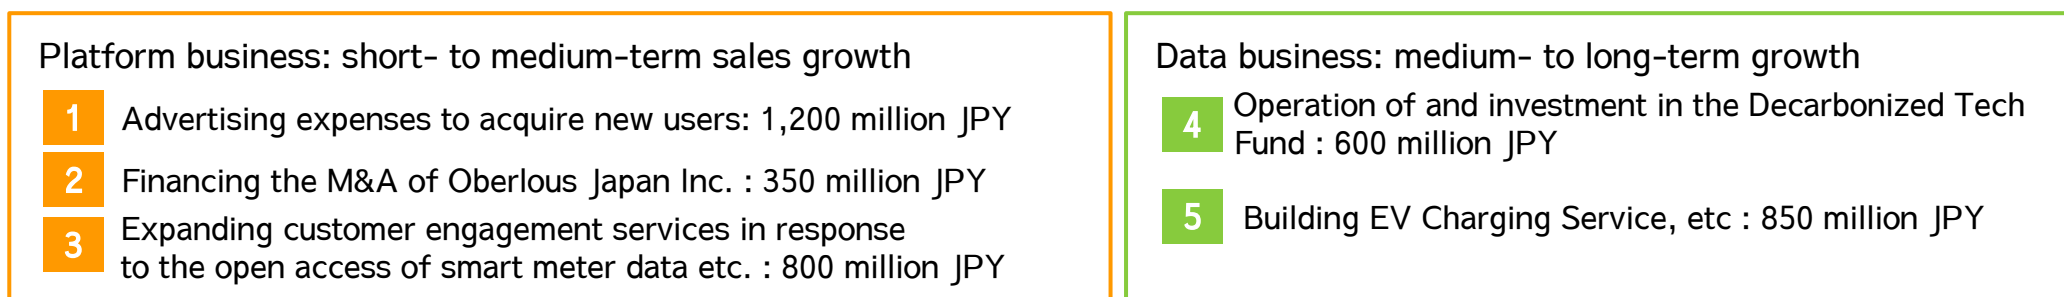 Platform business: short- to medium-term sales growth
1 Advertising expenses to acquire new users: 1,200 million JPY
2 Financing the M&A of Oberlous Japan Inc. : 350 million JPY
3 Expanding customer engagement services in response
to the open access of smart meter data etc. : 800 million JPY
Data business: medium- to long-term growth
4 Operation of and investment in the Decarbonized Tech
Fund : 600 million JPY
5 Building EV Charging Service, etc : 850 million JPY